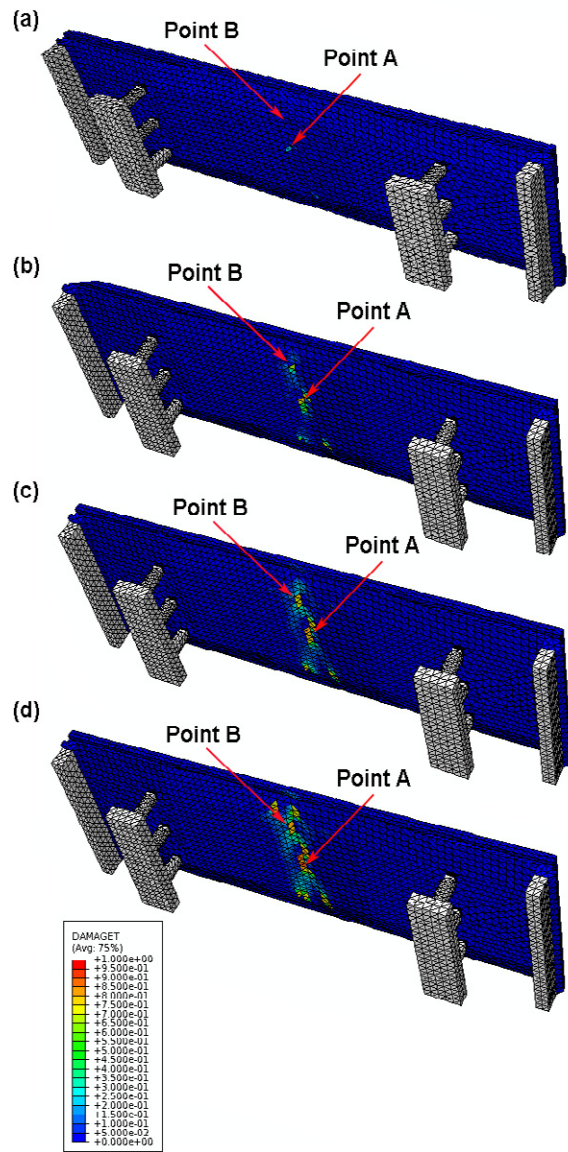 (a)
Point B
Point A
(b)
Point B
Point A
(c)
Point B
Point A
(d)
Point B
Point A
DAMAGET
(Avg: 75%)
+1.000e+00
+9.500e-01
+9.000e-01
+8.500e-01
+8.000e-01
+7.500e-01
+7.000e-01
+6.500e-01
+6.000e-01
+5.500e-01
+5.000e-01
+4.500e-01
+4.000e-01
+3.500e-01
+3.000e-01
+2.500e-01
+2.000e-01
+1.500e-01
+1.000e-01
+5.000e-02
+0.000e+00